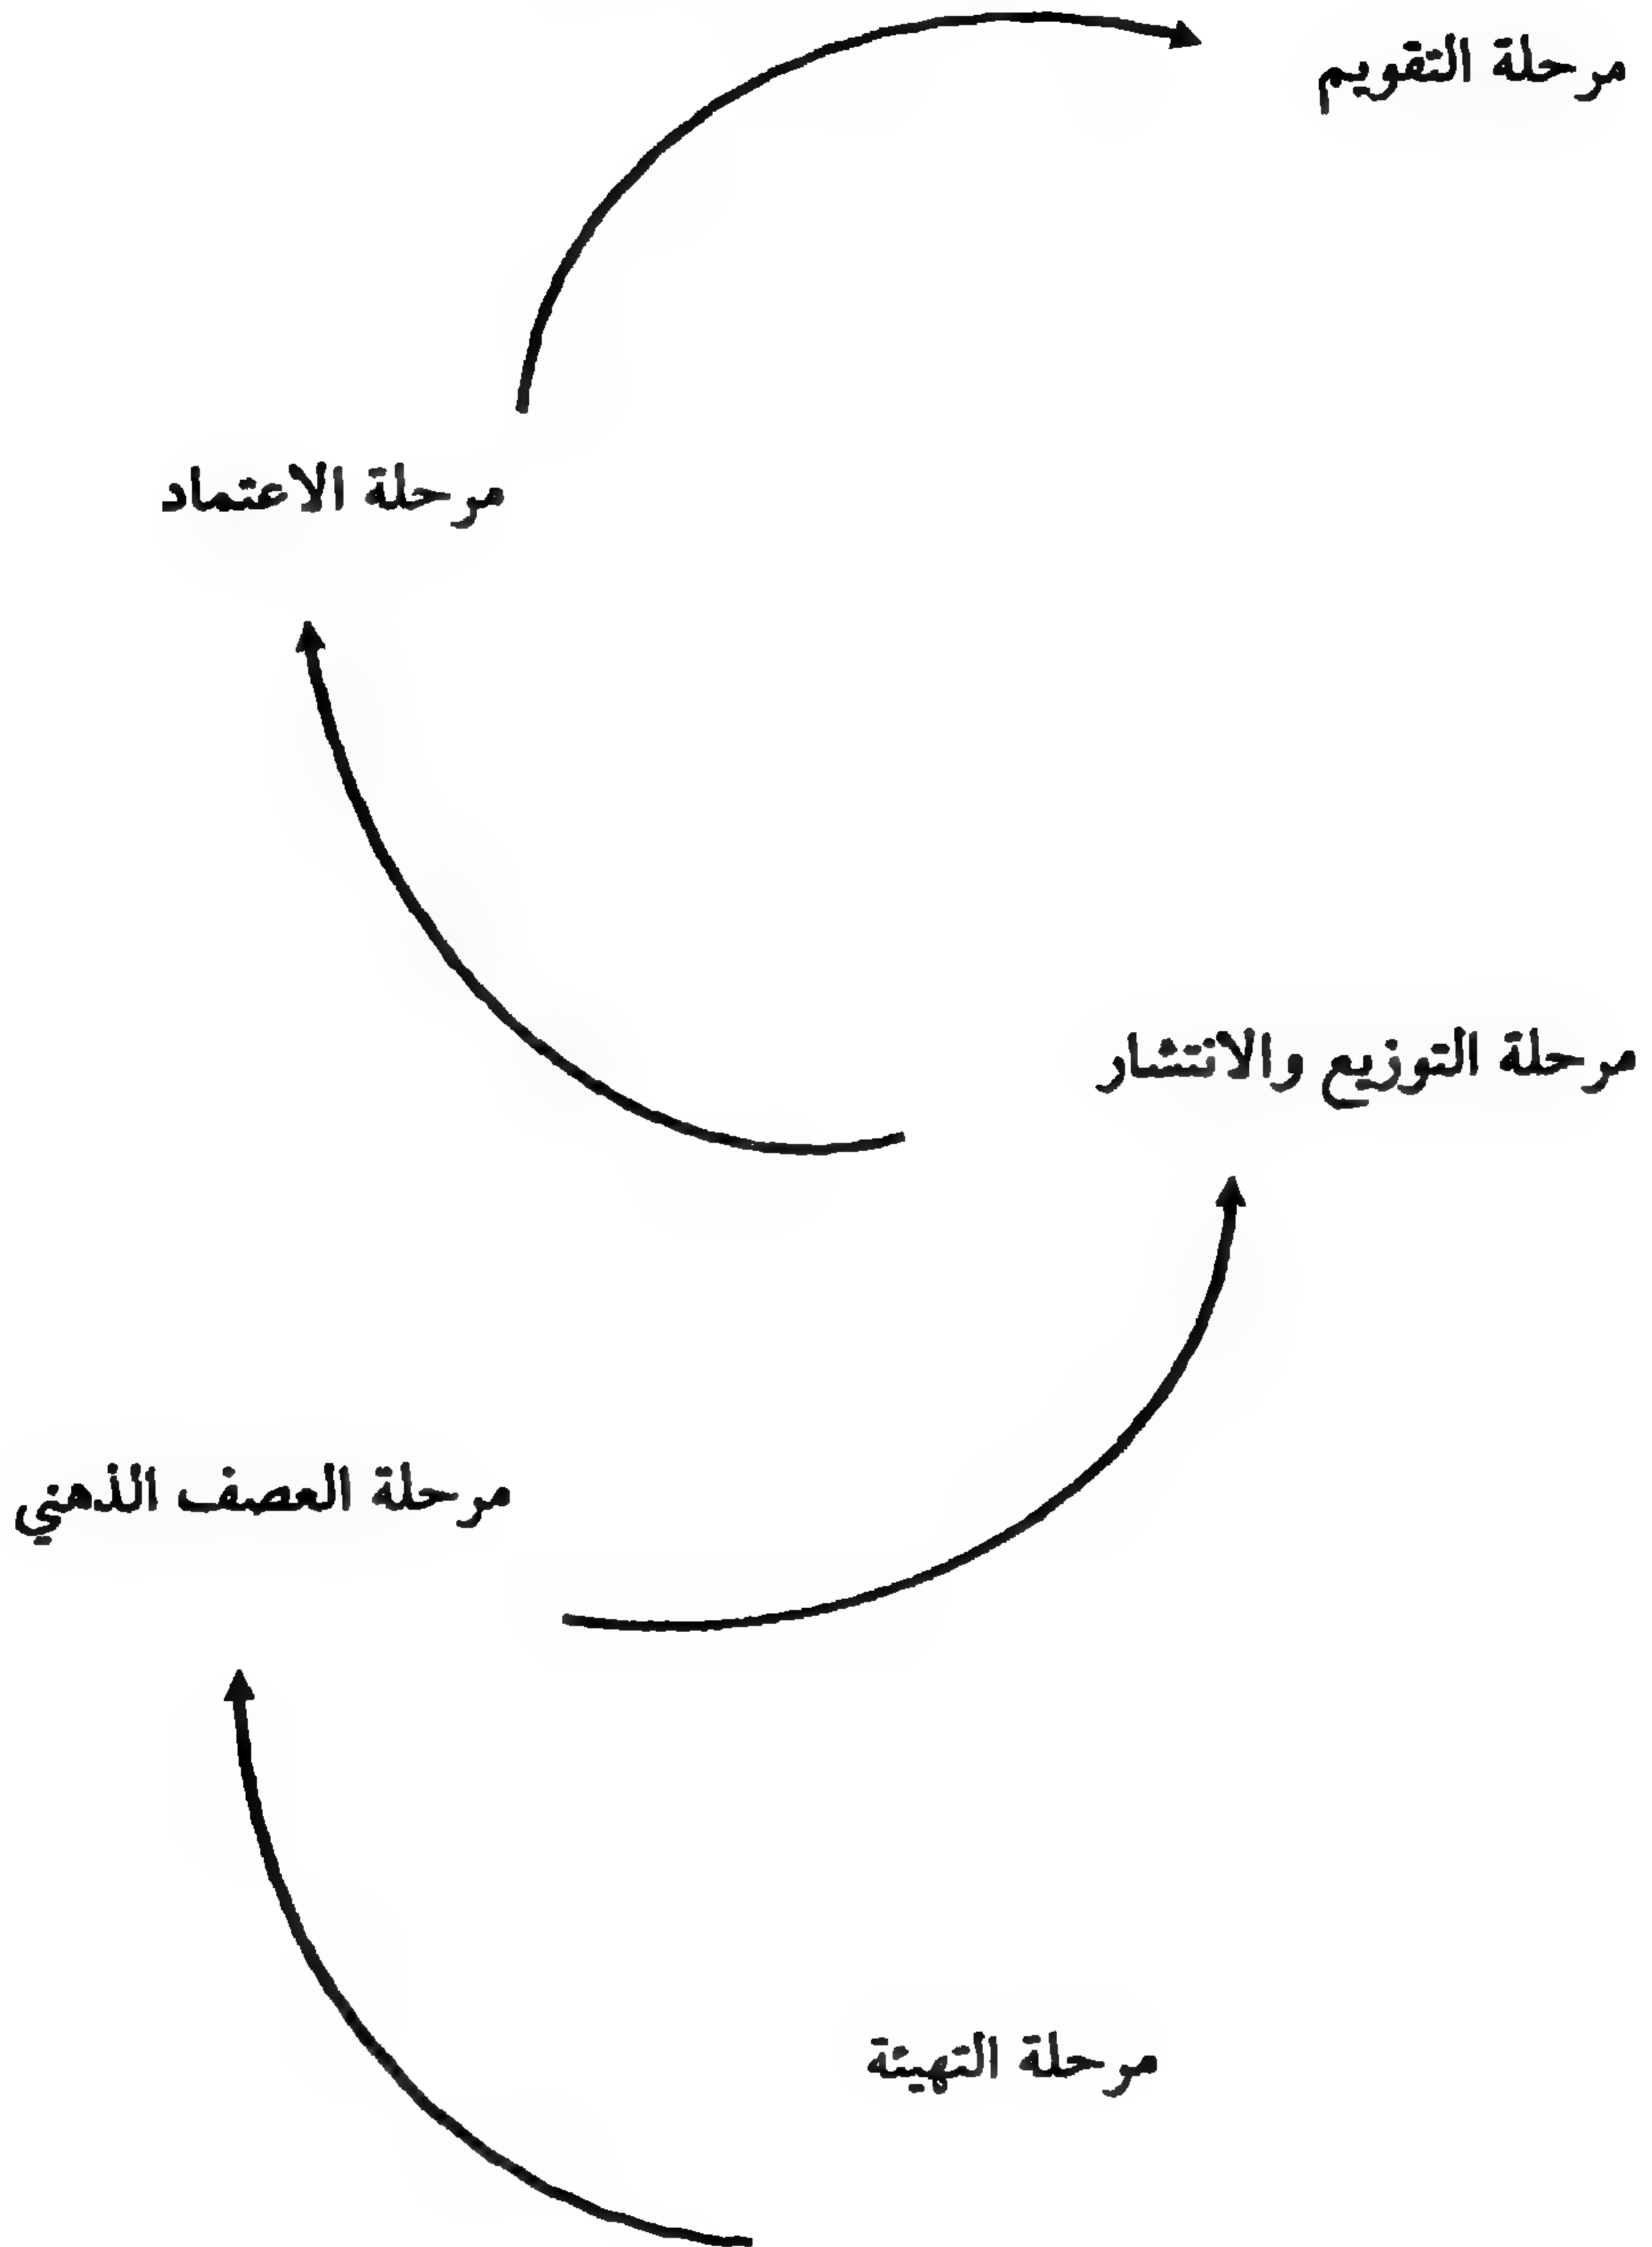 مرحلة التقويم
مرحلة الاعتماد
مرحلة التوزيع والانتشار
مرحلة العصف الذهني
مرحلة التهيئة